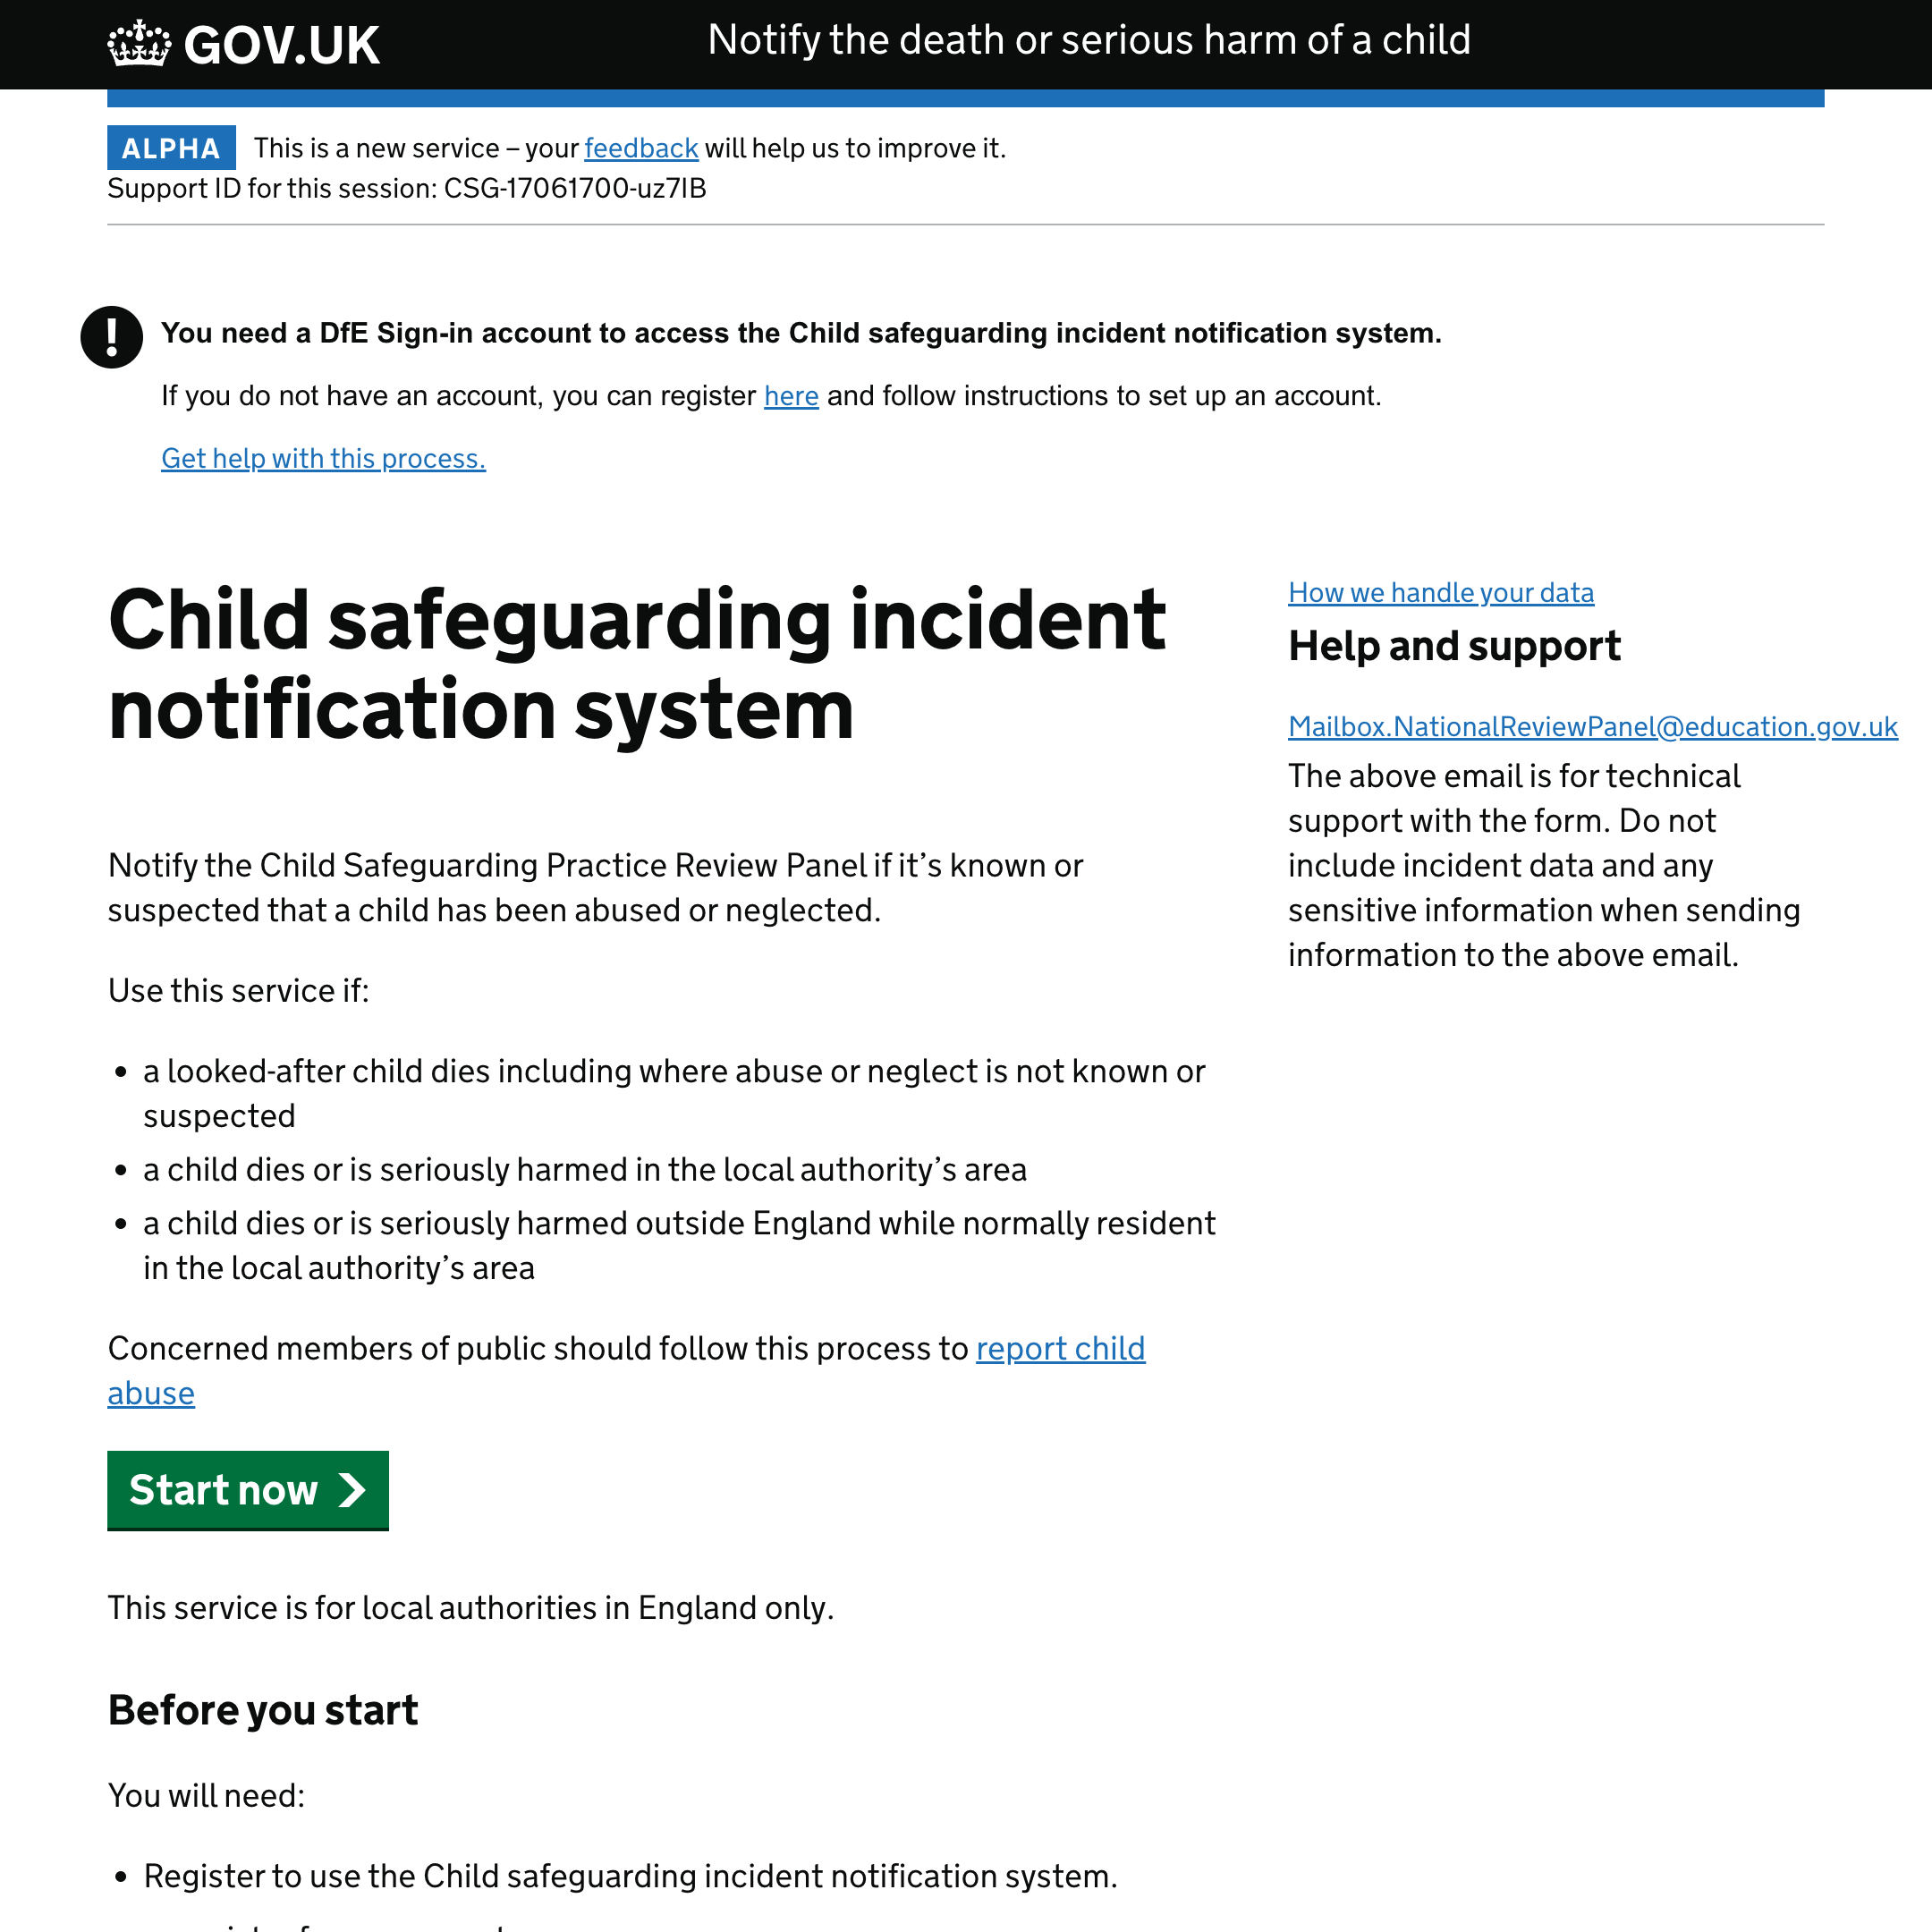 GOV.UK
Notify the death or serious harm of a child
ALPHA
This is a new service – your feedback will help us to improve it.
Support ID for this session: CSG-17061700-uz7IB
You need a DfE Sign-in account to access the Child safeguarding incident notification system.
If you do not have an account, you can register here and follow instructions to set up an account.
Get help with this process.
Child safeguarding incident
notification system
Notify the Child Safeguarding Practice Review Panel if it’s known or
suspected that a child has been abused or neglected.
Use this service if:
• a looked-after child dies including where abuse or neglect is not known or
suspected
• a child dies or is seriously harmed in the local authority’s area
• a child dies or is seriously harmed outside England while normally resident
in the local authority’s area
Concerned members of public should follow this process to report child
abuse
Start now
This service is for local authorities in England only.
Before you start
You will need:
• Register to use the Child safeguarding incident notification system.
How we handle your data
Help and support
Mailbox.NationalReviewPanel@education.gov.uk
The above email is for technical
support with the form. Do not
include incident data and any
sensitive information when sending
information to the above email.